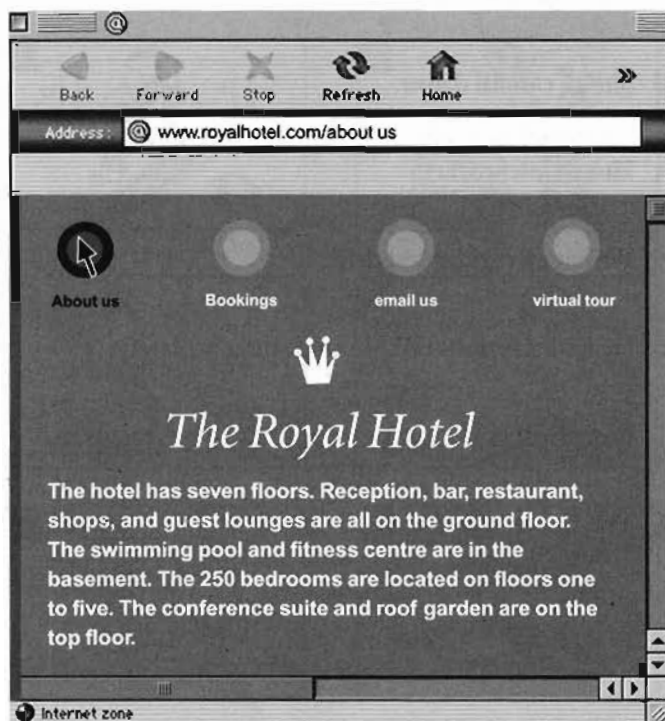 Back Forward Stop Refresh Home »
Address: @ www.royalhotel.com/about us
About us Bookings email us virtual tour
The Royal Hotel
The hotel has seven floors. Reception, bar, restaurant,
shops, and guest lounges are all on the ground floor.
The swimming pool and fitness centre are in the
basement. The 250 bedrooms are located on floors one
to five. The conference suite and roof garden are on the
top floor.
Internet zone